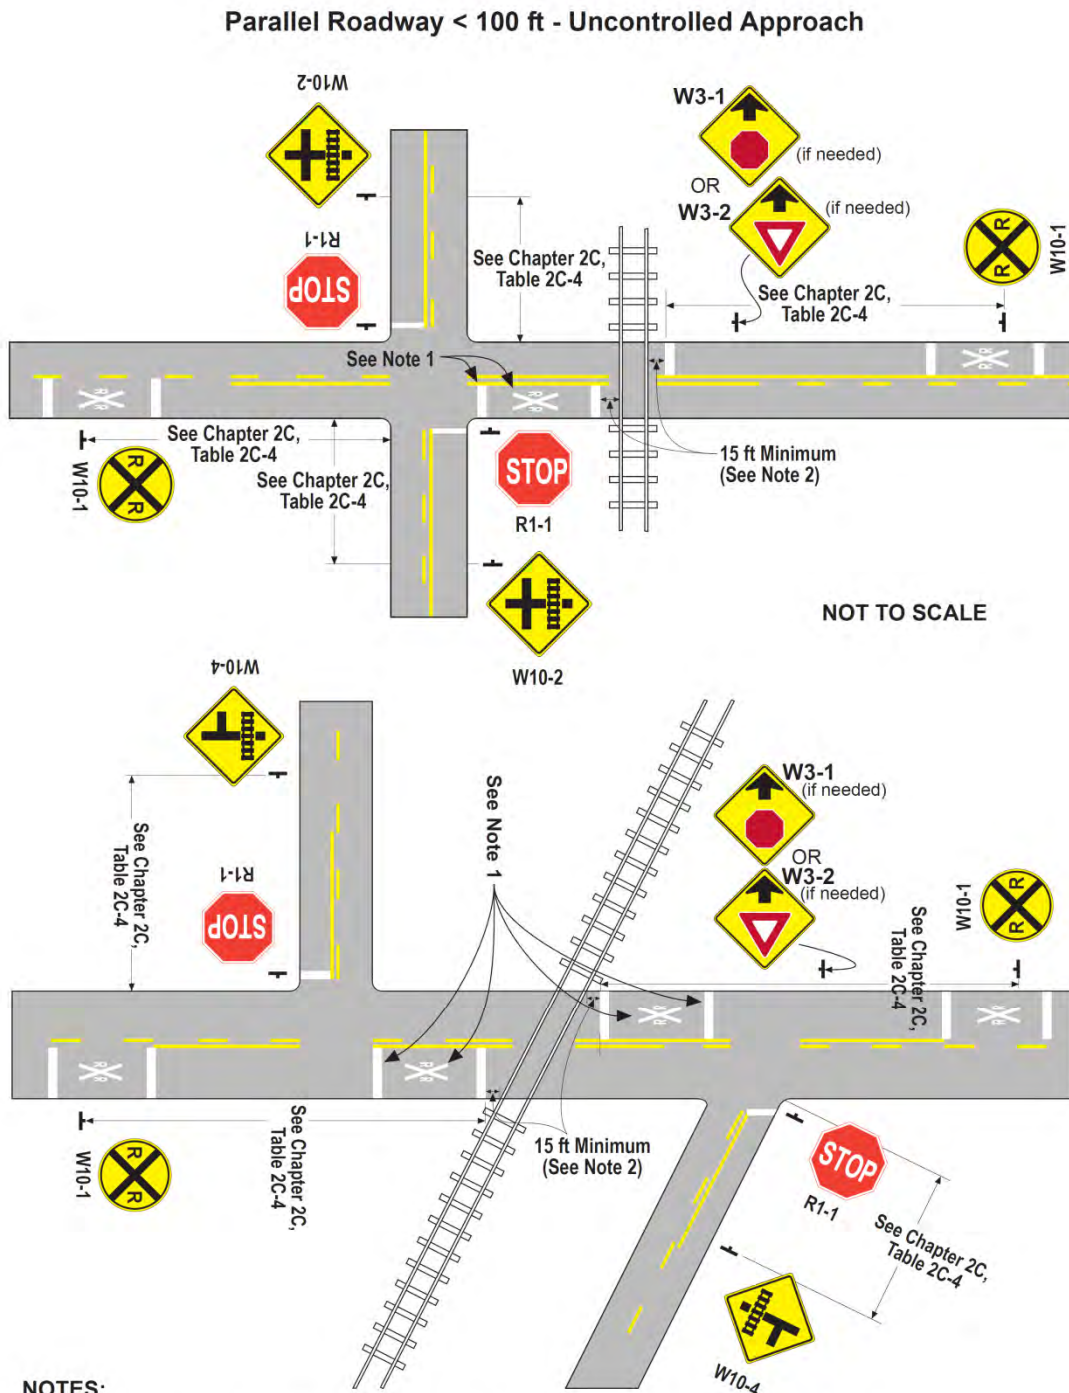 Parallel Roadway < 100 ft - Uncontrolled Approach
W10-2
W3-1
(if needed)
OR
W3-2
(if needed)
R
R
W10-1
R1-1
STOP
See Chapter 2C,
Table 2C-4
See Chapter 2C,
Table 2C-4
See Note 1
R
R
R
R
R
R
See Chapter 2C,
Table 2C-4
W10-1
R
R
See Chapter 2C,
Table 2C-4
STOP
R1-1
15 ft Minimum
(See Note 2)
W10-2
NOT TO SCALE
W10-4
See Note 1
W3-1
(if needed)
OR
W3-2
(if needed)
R
R
W10-1
See Chapter 2C,
Table 2C-4
R1-1
STOP
See Chapter 2C,
Table 2C-4
R
R
R
R
R
R
R
R
W10-1
R
R
See Chapter 2C,
Table 2C-4
15 ft Minimum
(See Note 2)
STOP
R1-1
See Chapter 2C,
Table 2C-4
W10-4
NOTES: